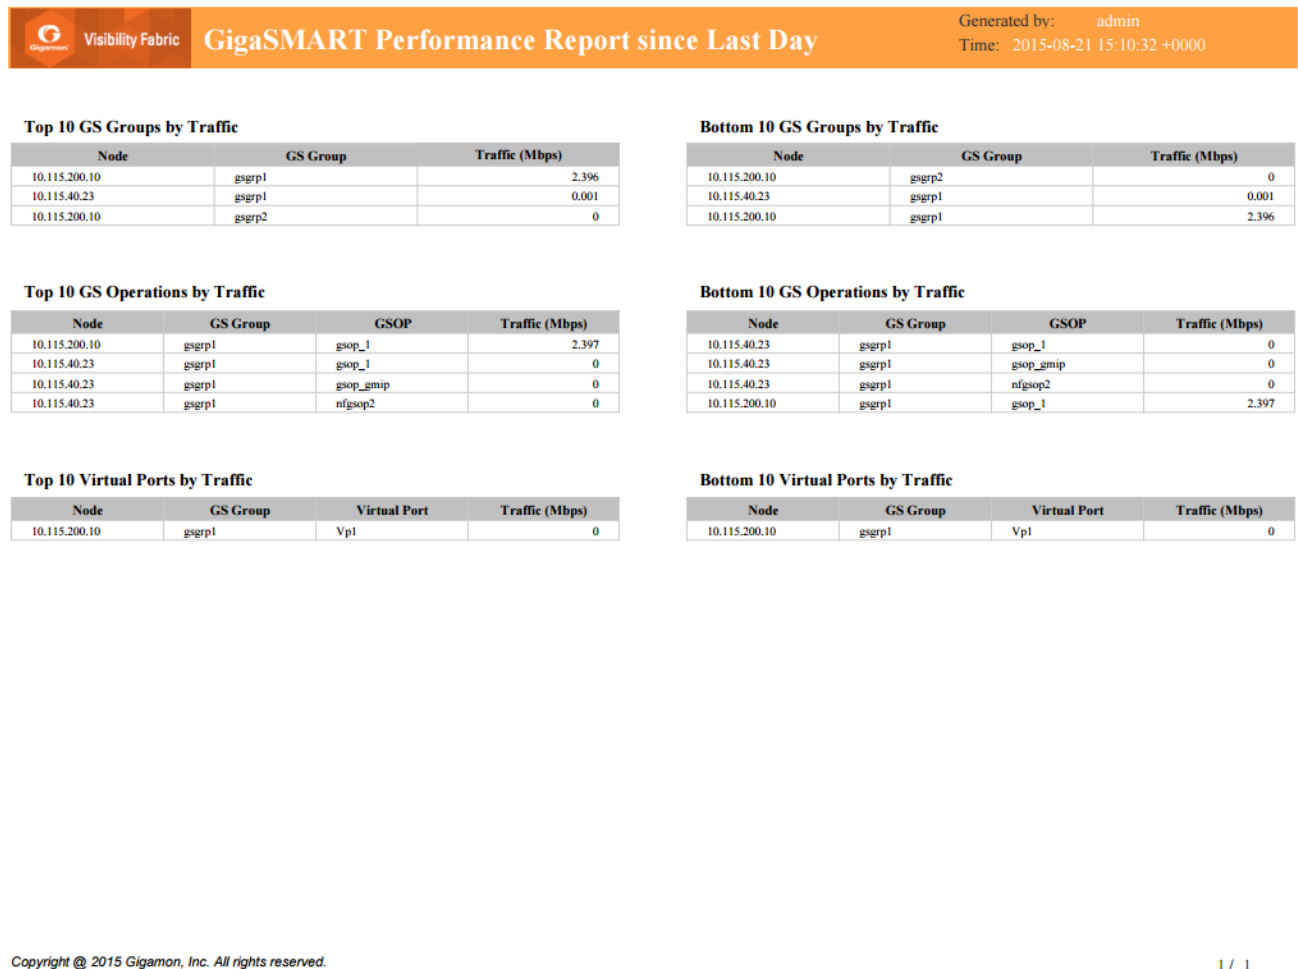 G
Gigamon
Visibility Fabric
GigaSMART Performance Report since Last Day
Generated by: admin
Time: 2015-08-21 15:10:32 +0000
Top 10 GS Groups by Traffic
Node GS Group Traffic (Mbps)
10.115.200.10 gsgrp1 2.396
10.115.40.23 gsgrp1 0.001
10.115.200.10 gsgrp2 0
Bottom 10 GS Groups by Traffic
Node GS Group Traffic (Mbps)
10.115.200.10 gsgrp2 0
10.115.40.23 gsgrp1 0.001
10.115.200.10 gsgrp1 2.396
Top 10 GS Operations by Traffic
Node GS Group GSOP Traffic (Mbps)
10.115.200.10 gsgrp1 gsop_1 2.397
10.115.40.23 gsgrp1 gsop_1 0
10.115.40.23 gsgrp1 gsop_gmip 0
10.115.40.23 gsgrp1 nfgsop2 0
Bottom 10 GS Operations by Traffic
Node GS Group GSOP Traffic (Mbps)
10.115.40.23 gsgrp1 gsop_1 0
10.115.40.23 gsgrp1 gsop_gmip 0
10.115.40.23 gsgrp1 nfgsop2 0
10.115.200.10 gsgrp1 gsop_1 2.397
Top 10 Virtual Ports by Traffic
Node GS Group Virtual Port Traffic (Mbps)
10.115.200.10 gsgrp1 Vp1 0
Bottom 10 Virtual Ports by Traffic
Node GS Group Virtual Port Traffic (Mbps)
10.115.200.10 gsgrp1 Vp1 0
Copyright @ 2015 Gigamon, Inc. All rights reserved.
1 / 1